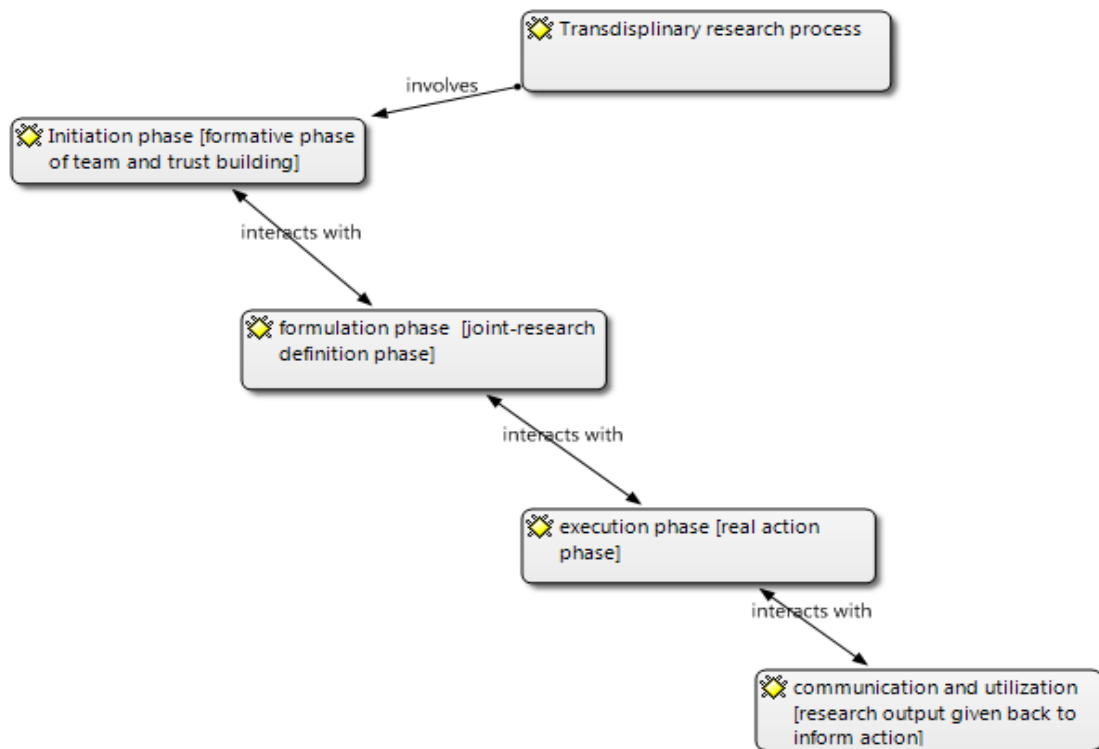 Transdisplinary research process
involves
Initiation phase [formative phase
of team and trust building]
interacts with
formulation phase  [joint-research
definition phase]
interacts with
execution phase [real action
phase]
interacts with
communication and utilization
[research output given back to
inform action]